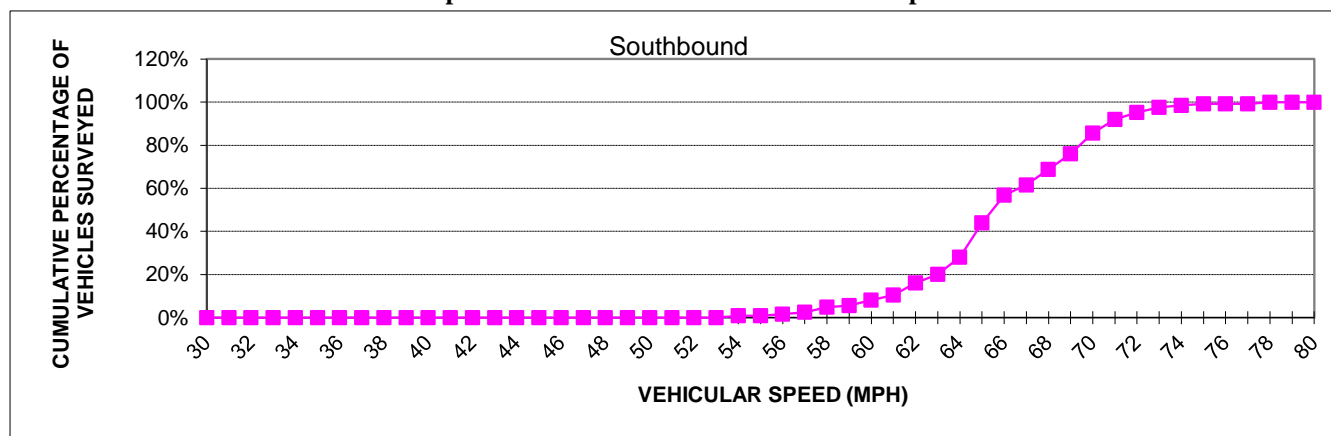 Southbound
CUMULATIVE PERCENTAGE OF
VEHICLES SURVEYED
120%
100%
80%
60%
40%
20%
0%
30 32 34 36 38 40 42 44 46 48 50 52 54 56 58 60 62 64 66 68 70 72 74 76 78 80
VEHICULAR SPEED (MPH)